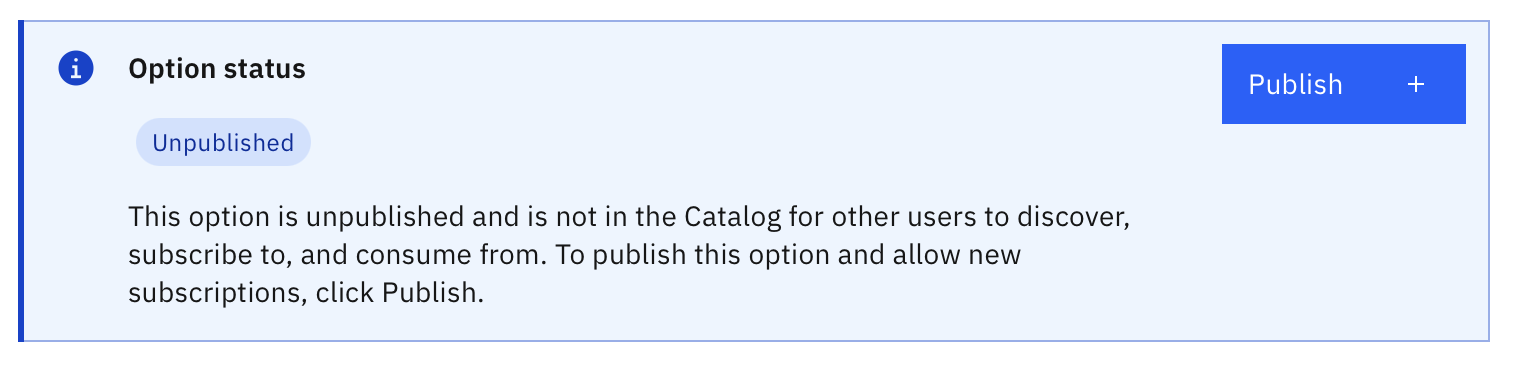 Option status
Publish +
Unpublished
This option is unpublished and is not in the Catalog for other users to discover,
subscribe to, and consume from. To publish this option and allow new
subscriptions, click Publish.